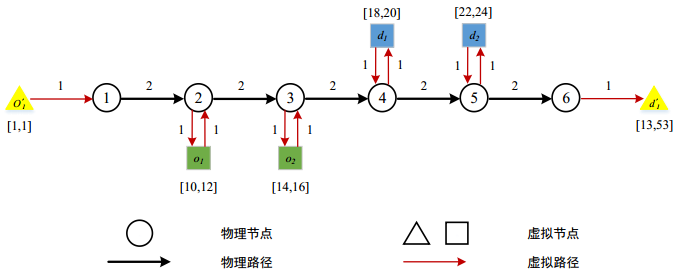 [18,20] [22,24]
d₁ d₂
1 1 1 1
O'₁ 1 1 2 2 2 3 2 4 2 5 2 6 1 d'₁
[1,1] [13,53]
1 1 1 1
o₁ o₂
[10,12] [14,16]
物理节点 虚拟节点
物理路径 虚拟路径